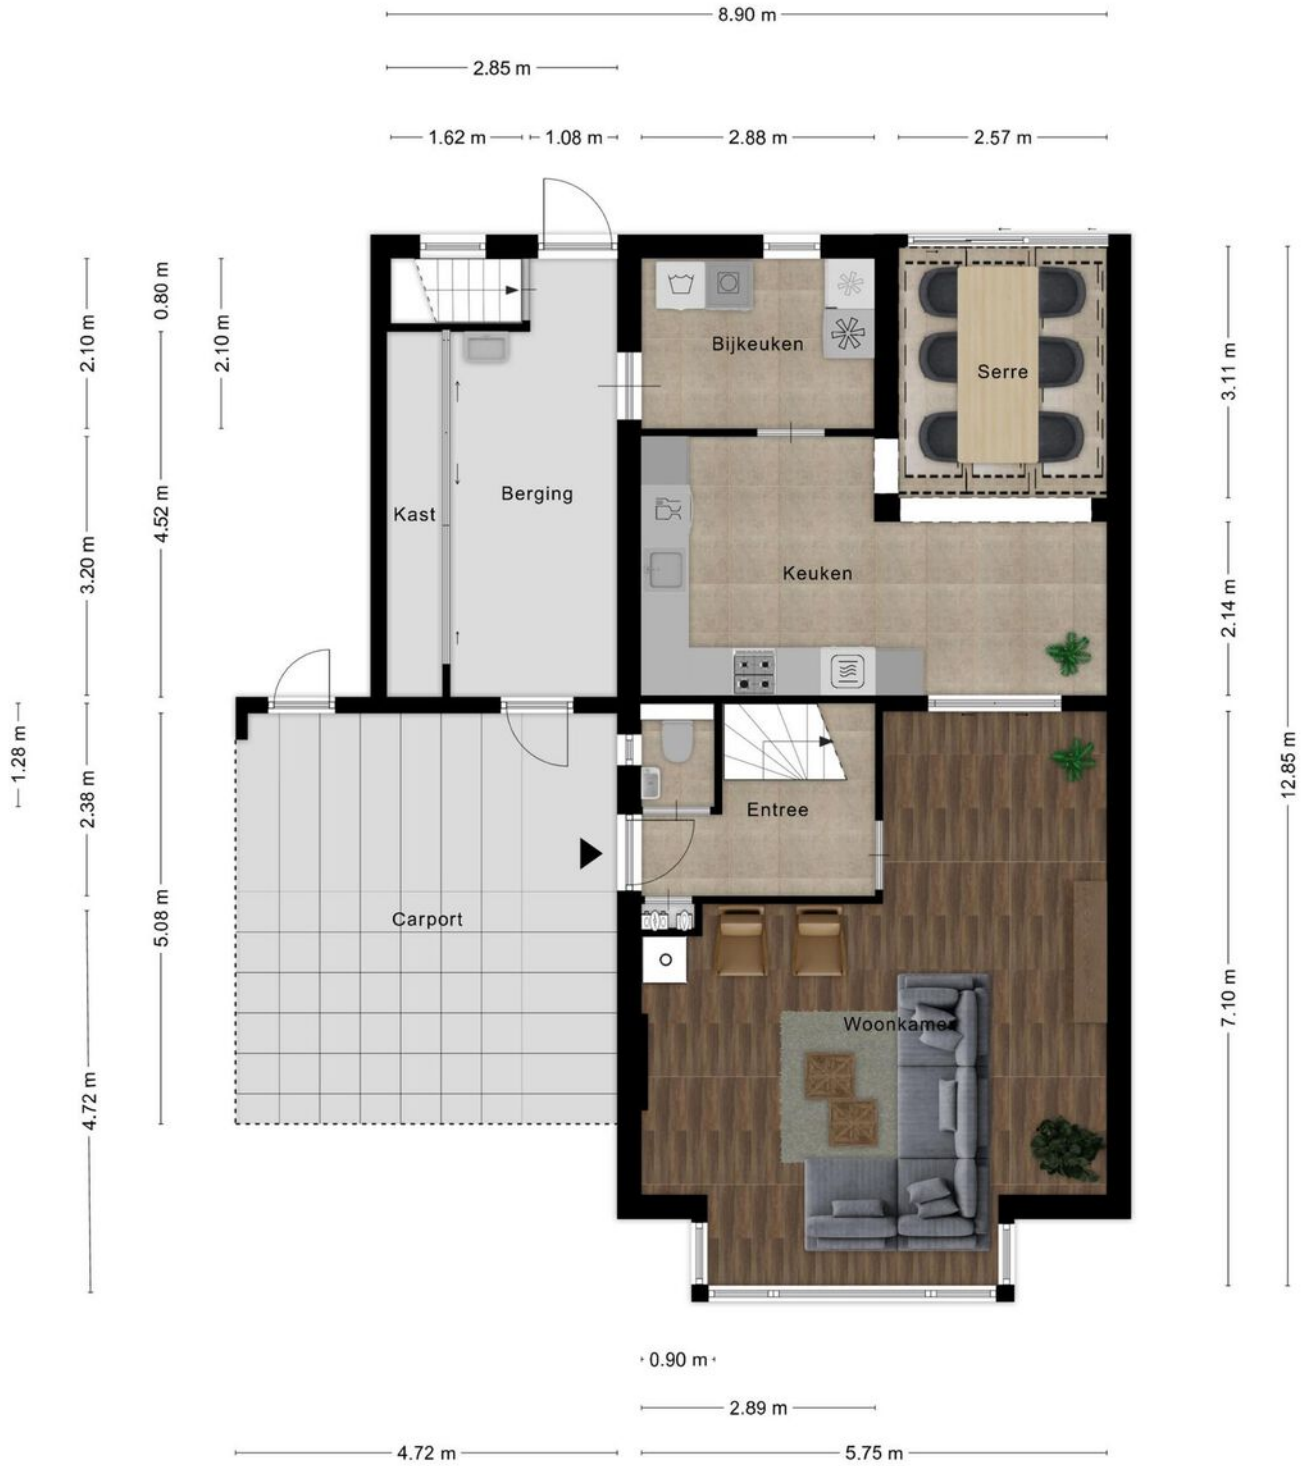 8.90 m
2.85 m
1.62 m
1.08 m
2.88 m
2.57 m
2.10 m
0.80 m
2.10 m
3.11 m
Bijkeuken
Serre
Kast
Berging
4.52 m
3.20 m
Keuken
2.14 m
1.28 m
2.38 m
12.85 m
Entree
Carport
5.08 m
7.10 m
Woonkamer
4.72 m
0.90 m
2.89 m
4.72 m
5.75 m